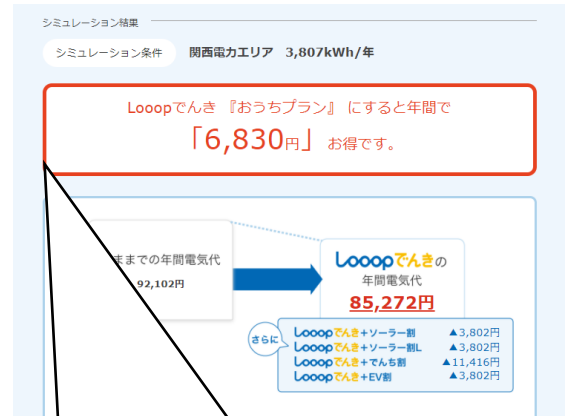 シミュレーション結果
シミュレーション条件 関西電力エリア 3,807kWh/年
Looopでんき 『おうちプラン』 にすると年間で
「6,830円」 お得です。
ままでの年間電気代
92,102円
Looopでんきの
年間電気代
85,272円
さらに
Looopでんき+ソーラー割 ▲3,802円
Looopでんき+ソーラー割L ▲3,802円
Looopでんき+でんち割 ▲11,416円
Looopでんき+EV割 ▲3,802円